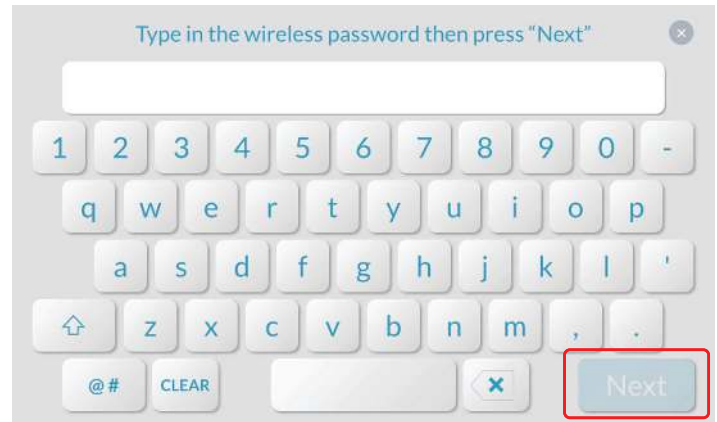 Type in the wireless password then press “Next”
1 2 3 4 5 6 7 8 9 0 -
q w e r t y u i o p
a s d f g h j k l '
z x c v b n m , .
@# CLEAR Next